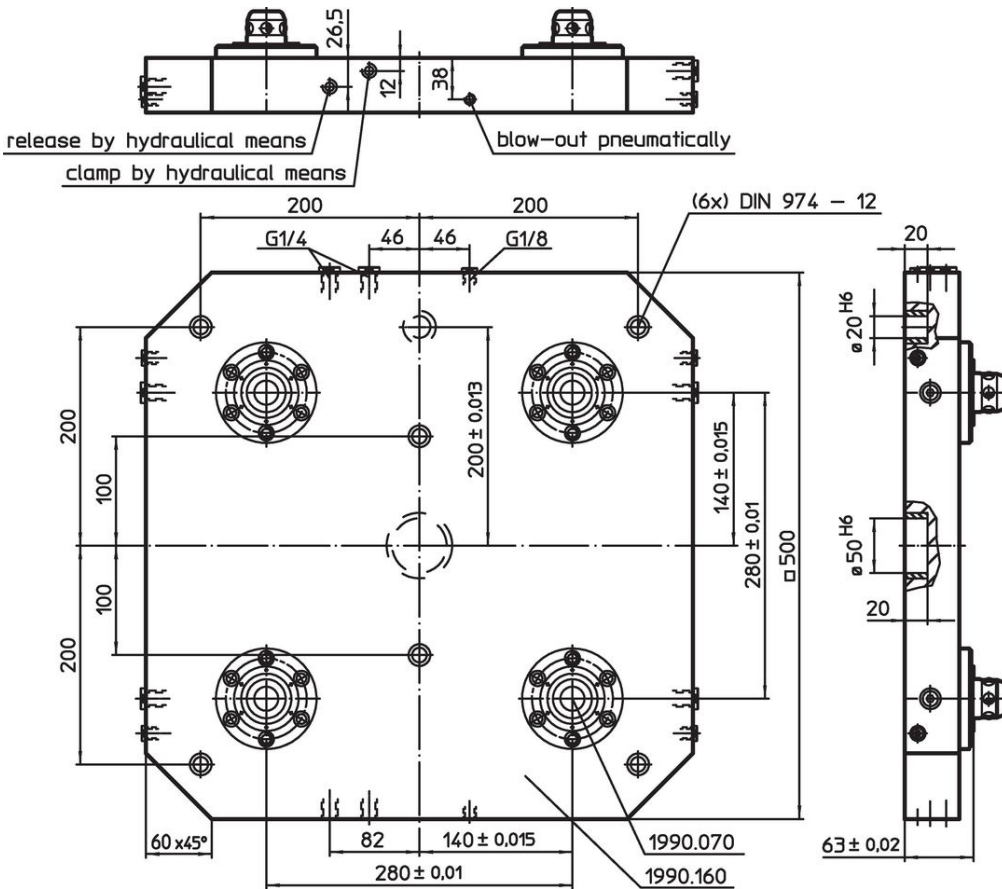 26,5
12
38
release by hydraulical means
blow-out pneumatically
clamp by hydraulical means
200
200
(6x) DIN 974 - 12
G1/4
46
46
G1/8
20
ø20 H6
200
100
200 ± 0,013
140 ± 0,015
280 ± 0,01
□500
ø50 H6
100
200
20
60 x45°
82
140 ± 0,015
280 ± 0,01
1990.070
1990.160
63 ± 0,02